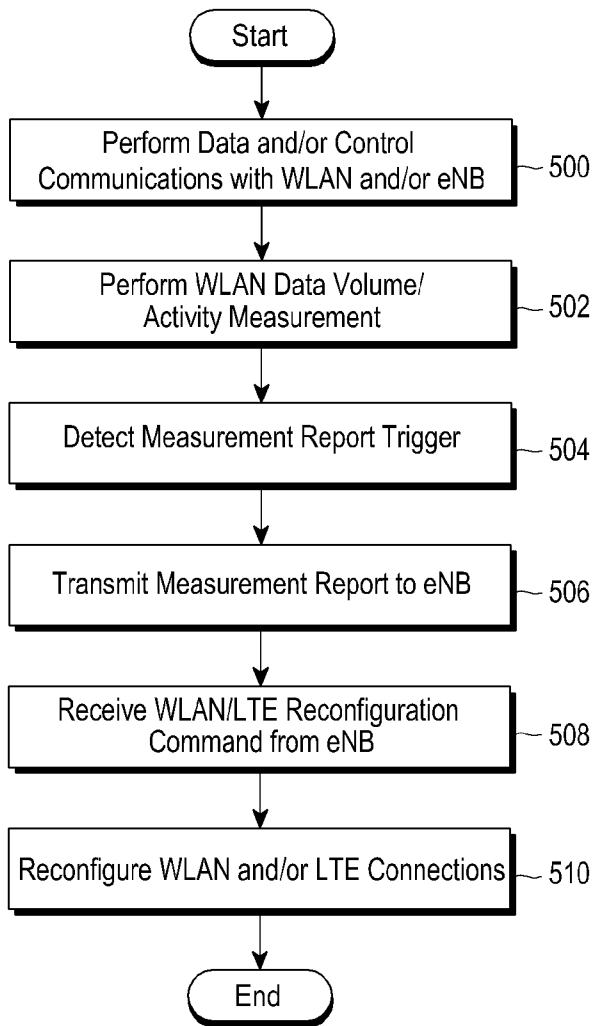 Start
Perform Data and/or Control
Communications with WLAN and/or eNB
500
Perform WLAN Data Volume/
Activity Measurement
502
Detect Measurement Report Trigger
504
Transmit Measurement Report to eNB
506
Receive WLAN/LTE Reconfiguration
Command from eNB
508
Reconfigure WLAN and/or LTE Connections
510
End